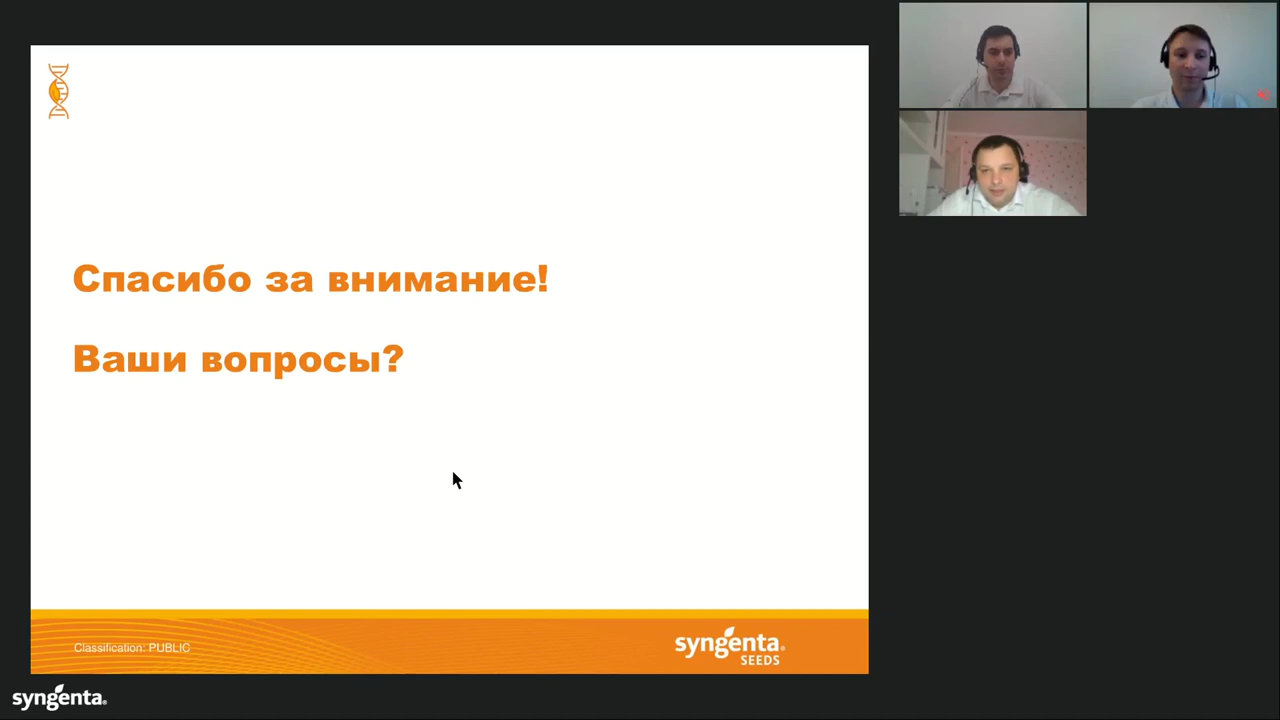 Спасибо за внимание!
Ваши вопросы?
Classification: PUBLIC
syngenta
SEEDS
syngenta